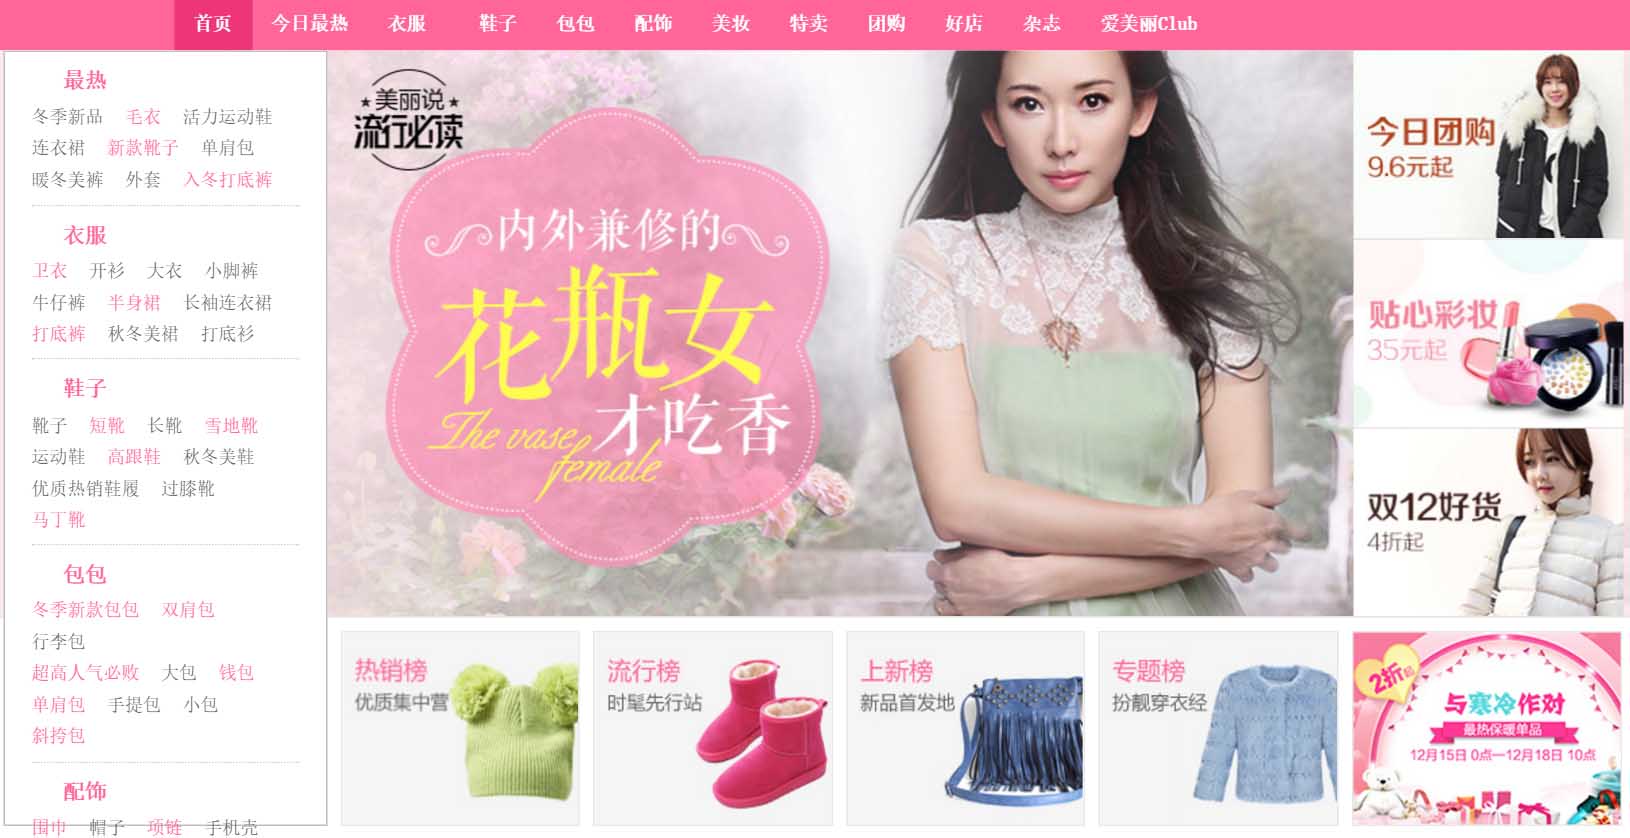 首页 今日最热 衣服 鞋子 包包 配饰 美妆 特卖 团购 好店 杂志 爱美丽Club
最热
冬季新品 毛衣 活力运动鞋
连衣裙 新款靴子 单肩包
暖冬美裤 外套 入冬打底裤
衣服
卫衣 开衫 大衣 小脚裤
牛仔裤 半身裙 长袖连衣裙
打底裤 秋冬美裙 打底衫
鞋子
靴子 短靴 长靴 雪地靴
运动鞋 高跟鞋 秋冬美鞋
优质热销鞋履 过膝靴
马丁靴
包包
冬季新款包包 双肩包
行李包
超高人气必败 大包 钱包
单肩包 手提包 小包
斜挎包
配饰
围巾 帽子 项链 手机壳
美丽说
流行必读
内外兼修的
花瓶女
才吃香
The vase
female
今日团购
9.6元起
贴心彩妆
35元起
双12好货
4折起
热销榜
优质集中营
流行榜
时髦先行站
上新榜
新品首发地
专题榜
扮靓穿衣经
2折起
与寒冷作对
最热保暖单品
12月15日 0点—12月18日 10点